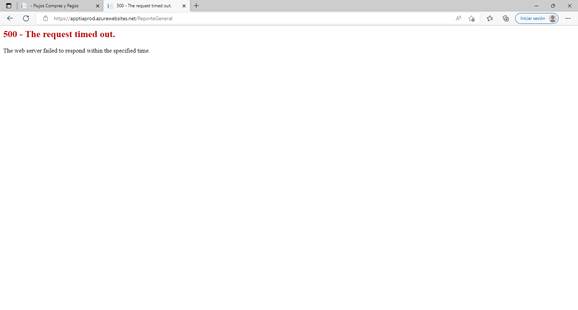 - Flujos Compras y Pagos
500 - The request timed out.
https://apptiaprod.azurewebsites.net/ReporteGeneral
Iniciar sesión
500 - The request timed out.
The web server failed to respond within the specified time.